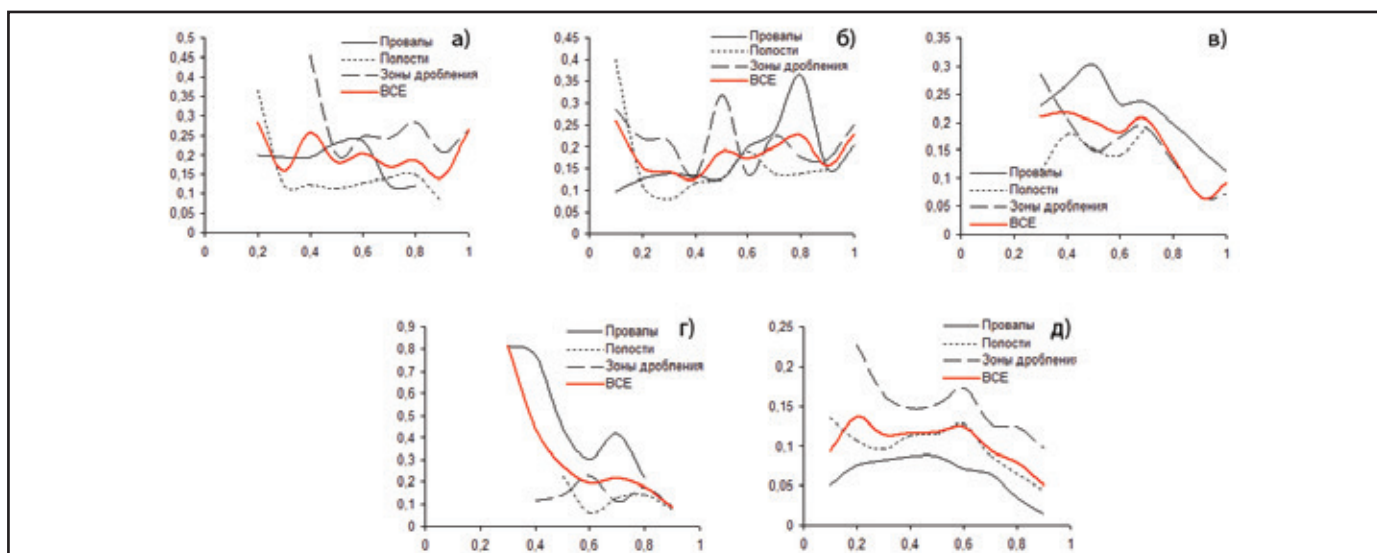 а)
0,5
0,45
0,4
0,35
0,3
0,25
0,2
0,15
0,1
0,05
0
Провалы
Полости
Зоны дробления
ВСЕ
0 0,2 0,4 0,6 0,8 1
б)
0,45
0,4
0,35
0,3
0,25
0,2
0,15
0,1
0,05
0
Провалы
Полости
Зоны дробления
ВСЕ
0 0,2 0,4 0,6 0,8 1
в)
0,35
0,3
0,25
0,2
0,15
0,1
0,05
0
Провалы
Полости
Зоны дробления
ВСЕ
0 0,2 0,4 0,6 0,8 1
г)
0,9
0,8
0,7
0,6
0,5
0,4
0,3
0,2
0,1
0
Провалы
Полости
Зоны дробления
ВСЕ
0 0,2 0,4 0,6 0,8 1
д)
0,25
0,2
0,15
0,1
0,05
0
Провалы
Полости
Зоны дробления
ВСЕ
0 0,2 0,4 0,6 0,8 1